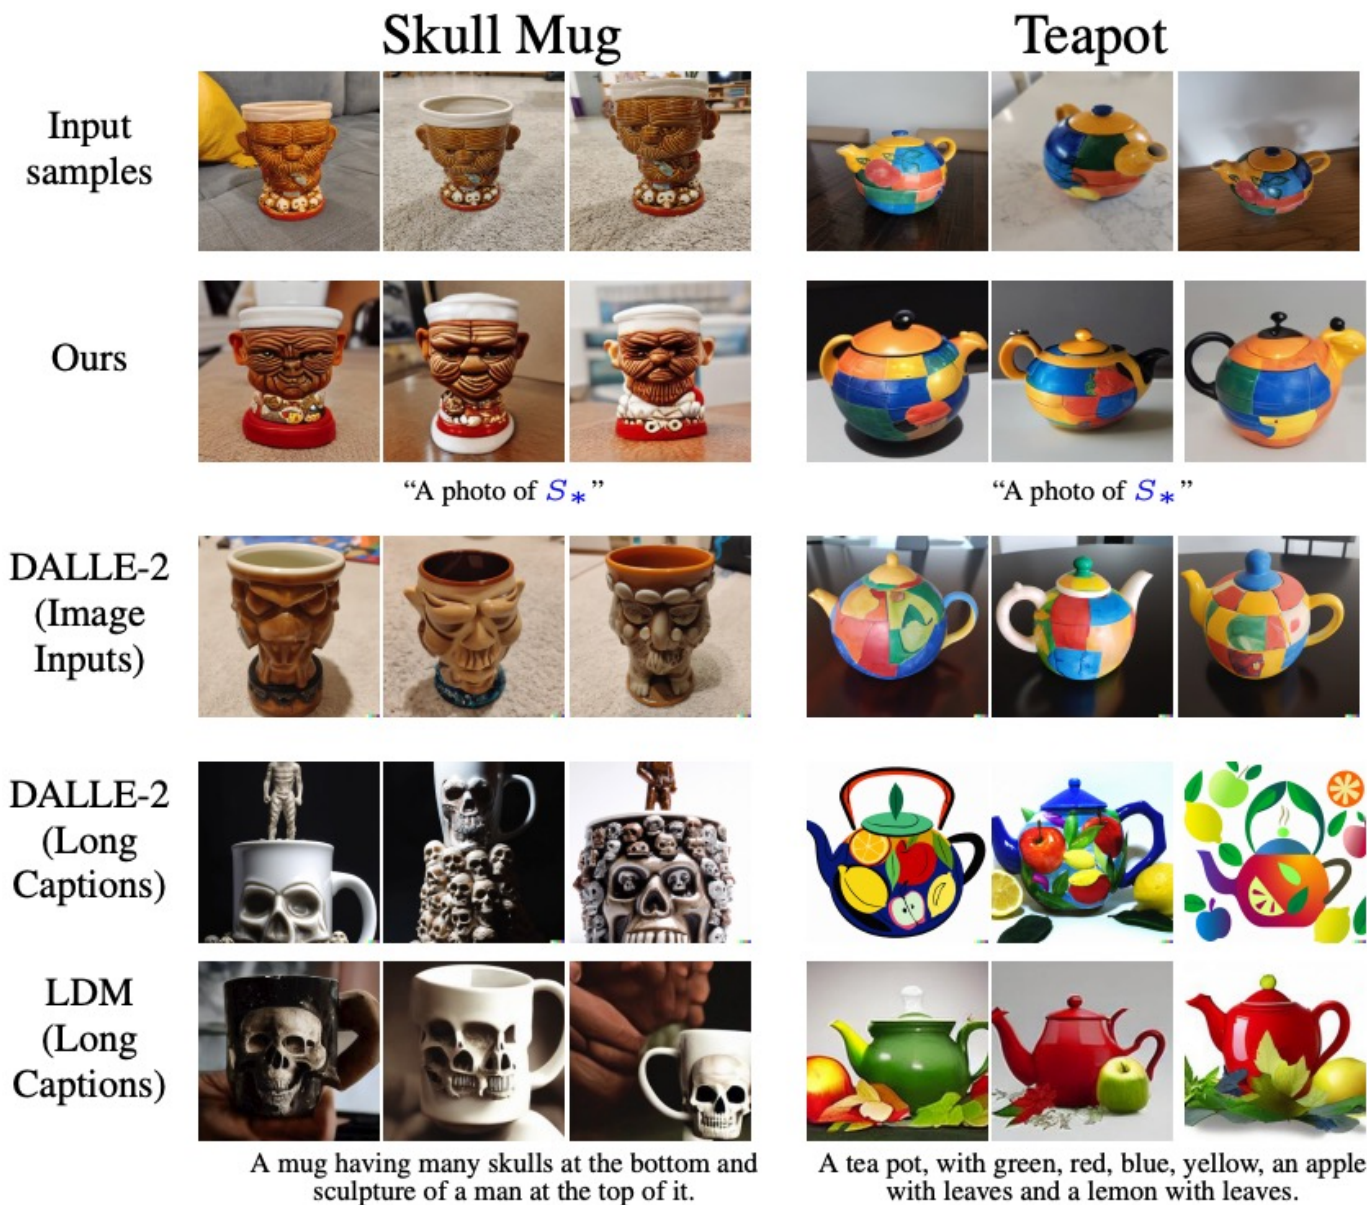 Skull Mug
Teapot
Input
samples
Ours
“A photo of S*”
“A photo of S*”
DALLE-2
(Image
Inputs)
DALLE-2
(Long
Captions)
LDM
(Long
Captions)
A mug having many skulls at the bottom and
sculpture of a man at the top of it.
A tea pot, with green, red, blue, yellow, an apple
with leaves and a lemon with leaves.